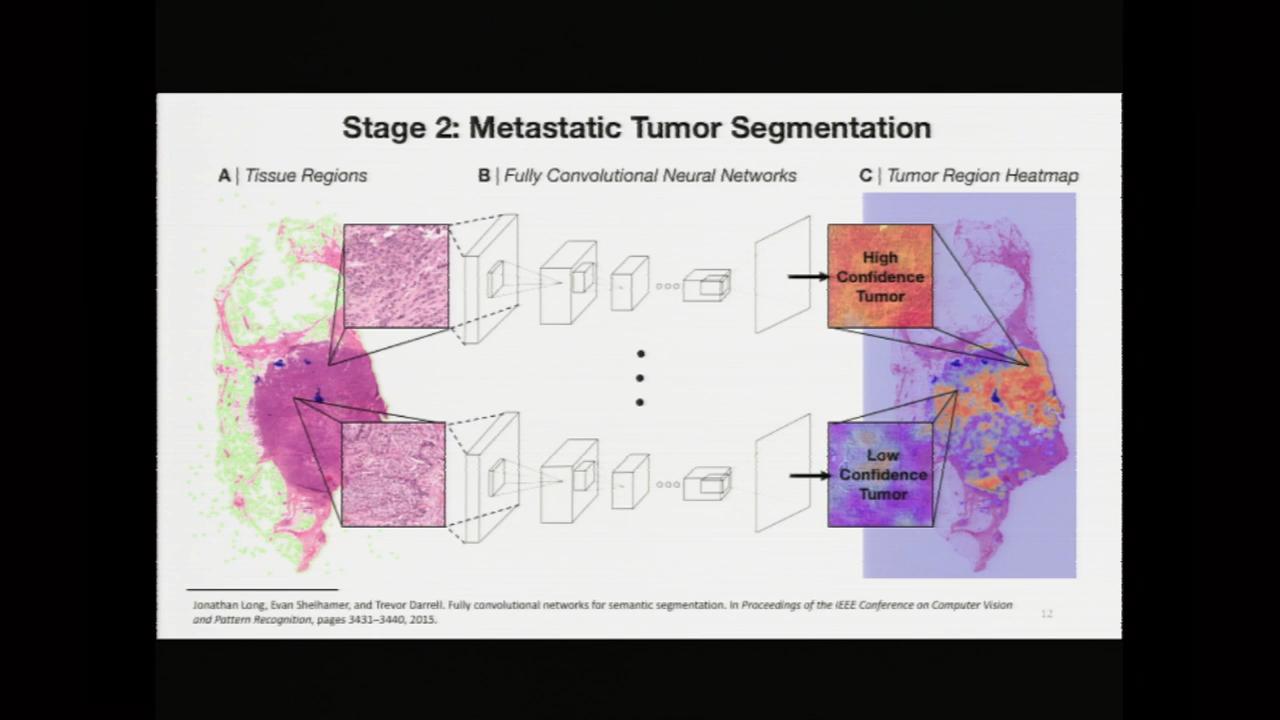 Stage 2: Metastatic Tumor Segmentation
A | Tissue Regions
B | Fully Convolutional Neural Networks
C | Tumor Region Heatmap
High
Confidence
Tumor
Low
Confidence
Tumor
Jonathan Long, Evan Shelhamer, and Trevor Darrell. Fully convolutional networks for semantic segmentation. In Proceedings of the IEEE Conference on Computer Vision
and Pattern Recognition, pages 3431–3440, 2015.
12